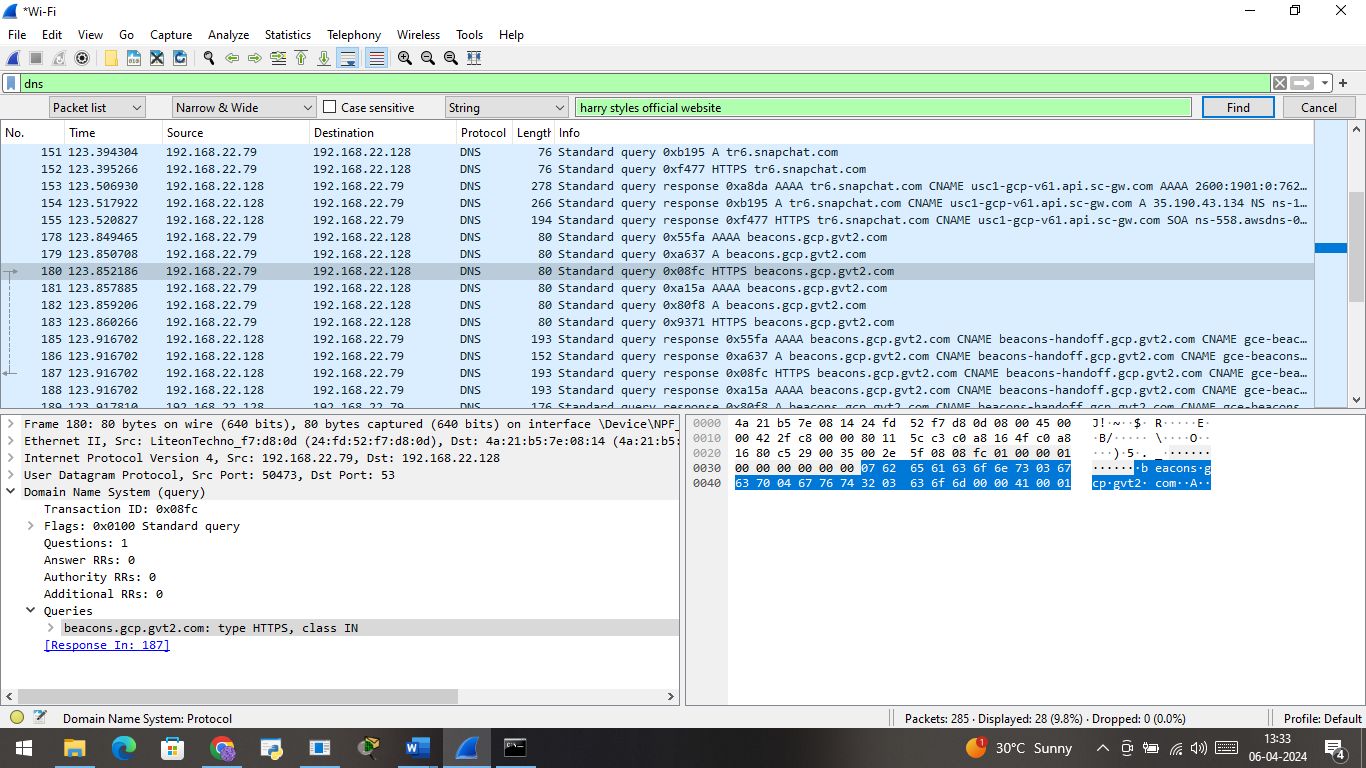 *Wi-Fi
File Edit View Go Capture Analyze Statistics Telephony Wireless Tools Help
dns
Packet list Narrow & Wide Case sensitive String harry styles official website Find Cancel
No. Time Source Destination Protocol Length Info
151 123.394304 192.168.22.79 192.168.22.128 DNS 76 Standard query 0xb195 A tr6.snapchat.com
152 123.395266 192.168.22.79 192.168.22.128 DNS 76 Standard query 0xf477 HTTPS tr6.snapchat.com
153 123.506930 192.168.22.128 192.168.22.79 DNS 278 Standard query response 0xa8da AAAA tr6.snapchat.com CNAME usc1-gcp-v61.api.sc-gw.com AAAA 2600:1901:0:762…
154 123.517922 192.168.22.128 192.168.22.79 DNS 266 Standard query response 0xb195 A tr6.snapchat.com CNAME usc1-gcp-v61.api.sc-gw.com A 35.190.43.134 NS ns-1…
155 123.520827 192.168.22.128 192.168.22.79 DNS 194 Standard query response 0xf477 HTTPS tr6.snapchat.com CNAME usc1-gcp-v61.api.sc-gw.com SOA ns-558.awsdns-0…
178 123.849465 192.168.22.79 192.168.22.128 DNS 80 Standard query 0x55fa AAAA beacons.gcp.gvt2.com
179 123.850708 192.168.22.79 192.168.22.128 DNS 80 Standard query 0xa637 A beacons.gcp.gvt2.com
180 123.852186 192.168.22.79 192.168.22.128 DNS 80 Standard query 0x08fc HTTPS beacons.gcp.gvt2.com
181 123.857885 192.168.22.79 192.168.22.128 DNS 80 Standard query 0xa15a AAAA beacons.gcp.gvt2.com
182 123.859206 192.168.22.79 192.168.22.128 DNS 80 Standard query 0x80f8 A beacons.gcp.gvt2.com
183 123.860266 192.168.22.79 192.168.22.128 DNS 80 Standard query 0x9371 HTTPS beacons.gcp.gvt2.com
185 123.916702 192.168.22.128 192.168.22.79 DNS 193 Standard query response 0x55fa AAAA beacons.gcp.gvt2.com CNAME beacons-handoff.gcp.gvt2.com CNAME gce-beac…
186 123.916702 192.168.22.128 192.168.22.79 DNS 152 Standard query response 0xa637 A beacons.gcp.gvt2.com CNAME beacons-handoff.gcp.gvt2.com CNAME gce-beacons…
187 123.916702 192.168.22.128 192.168.22.79 DNS 193 Standard query response 0x08fc HTTPS beacons.gcp.gvt2.com CNAME beacons-handoff.gcp.gvt2.com CNAME gce-bea…
188 123.916702 192.168.22.128 192.168.22.79 DNS 193 Standard query response 0xa15a AAAA beacons.gcp.gvt2.com CNAME beacons-handoff.gcp.gvt2.com CNAME gce-beac…
189 123.917810 192.168.22.128 192.168.22.79 DNS 176 Standard query response 0x80f8 A beacons.gcp.gvt2.com CNAME beacons-handoff.gcp.gvt2.com CNAME gce-beacons…
Frame 180: 80 bytes on wire (640 bits), 80 bytes captured (640 bits) on interface \Device\NPF_
Ethernet II, Src: LiteonTechno_f7:d8:0d (24:fd:52:f7:d8:0d), Dst: 4a:21:b5:7e:08:14 (4a:21:b5:
Internet Protocol Version 4, Src: 192.168.22.79, Dst: 192.168.22.128
User Datagram Protocol, Src Port: 50473, Dst Port: 53
Domain Name System (query)
Transaction ID: 0x08fc
Flags: 0x0100 Standard query
Questions: 1
Answer RRs: 0
Authority RRs: 0
Additional RRs: 0
Queries
beacons.gcp.gvt2.com: type HTTPS, class IN
[Response In: 187]
0000 4a 21 b5 7e 08 14 24 fd 52 f7 d8 0d 08 00 45 00 J!·~··$· R·····E·
0010 00 42 2f c8 00 00 80 11 5c c3 c0 a8 16 4f c0 a8 ·B/····· \····O··
0020 16 80 c5 29 00 35 00 2e 5f 08 08 fc 01 00 00 01 ···)·5·. _·······
0030 00 00 00 00 00 00 07 62 65 61 63 6f 6e 73 03 67 ·······b eacons·g
0040 63 70 04 67 76 74 32 03 63 6f 6d 00 00 41 00 01 cp·gvt2· com··A··
Domain Name System: Protocol Packets: 285 · Displayed: 28 (9.8%) · Dropped: 0 (0.0%) Profile: Default
1 30°C Sunny 13:33
06-04-2024 4